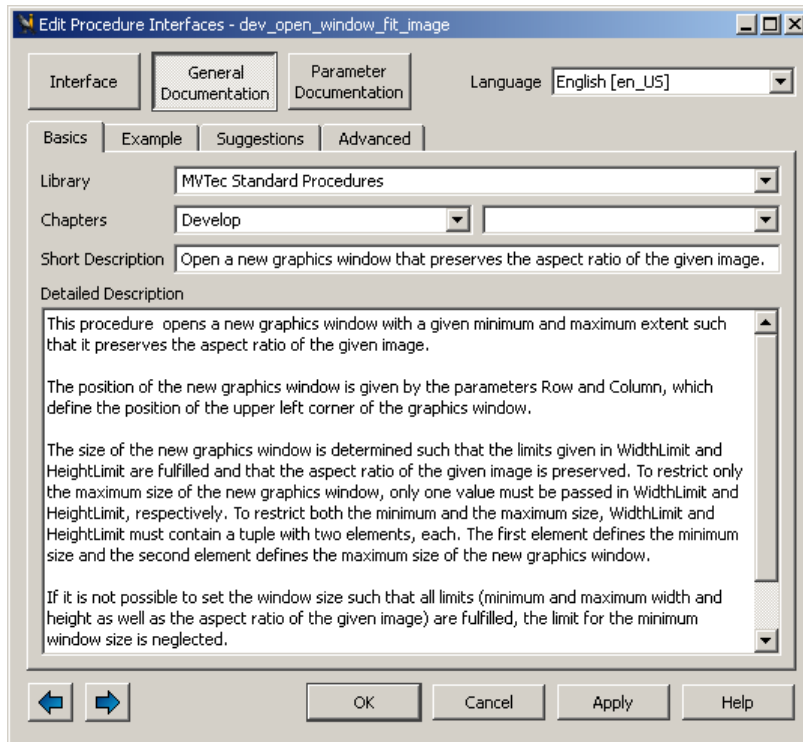 Edit Procedure Interfaces - dev_open_window_fit_image
Interface
General
Documentation
Parameter
Documentation
Language
English [en_US]
Basics
Example
Suggestions
Advanced
Library
MVTec Standard Procedures
Chapters
Develop
Short Description
Open a new graphics window that preserves the aspect ratio of the given image.
Detailed Description
This procedure  opens a new graphics window with a given minimum and maximum extent such
that it preserves the aspect ratio of the given image.
The position of the new graphics window is given by the parameters Row and Column, which
define the position of the upper left corner of the graphics window.
The size of the new graphics window is determined such that the limits given in WidthLimit and
HeightLimit are fulfilled and that the aspect ratio of the given image is preserved. To restrict only
the maximum size of the new graphics window, only one value must be passed in WidthLimit and
HeightLimit, respectively. To restrict both the minimum and the maximum size, WidthLimit and
HeightLimit must contain a tuple with two elements, each. The first element defines the minimum
size and the second element defines the maximum size of the new graphics window.
If it is not possible to set the window size such that all limits (minimum and maximum width and
height as well as the aspect ratio of the given image) are fulfilled, the limit for the minimum
window size is neglected.
OK
Cancel
Apply
Help